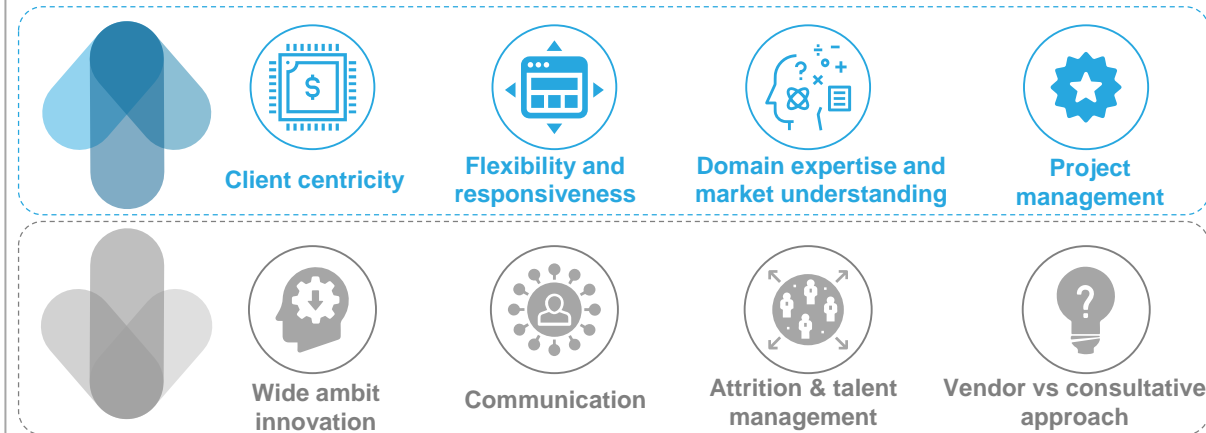 $
?
Client centricity
Flexibility and
responsiveness
Domain expertise and
market understanding
Project
management
?
Wide ambit
innovation
Communication
Attrition & talent
management
Vendor vs consultative
approach